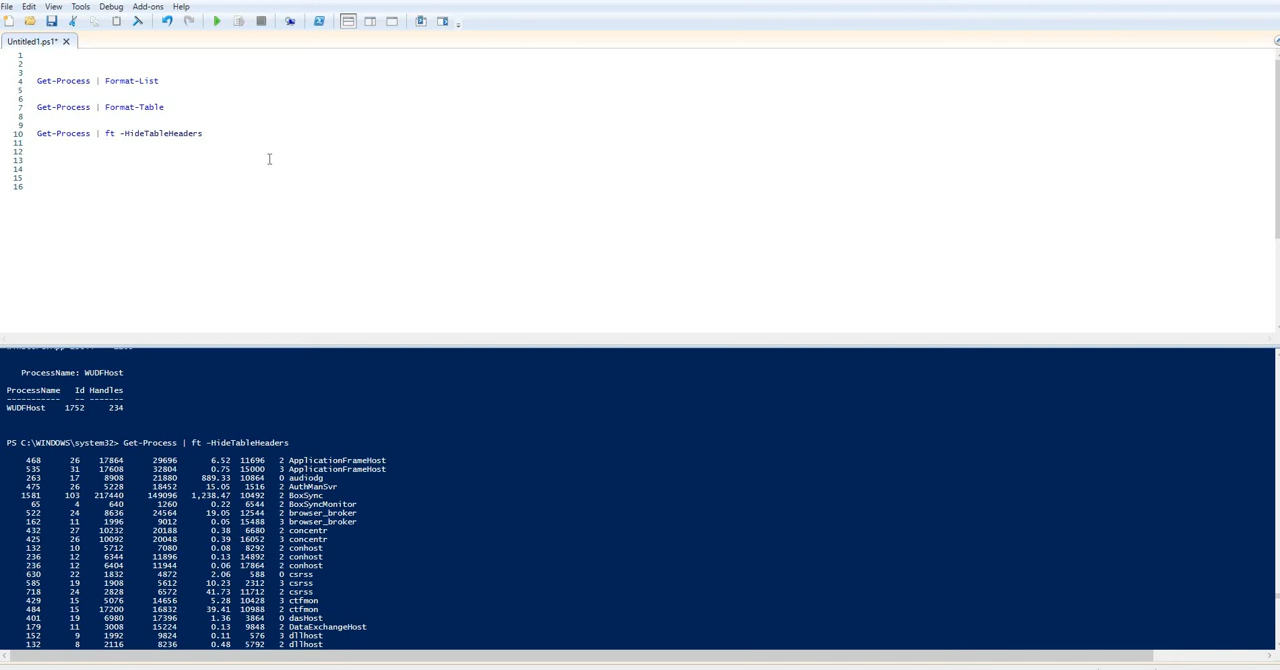 File Edit View Tools Debug Add-ons Help
Untitled1.ps1*
1
2
3
4 Get-Process | Format-List
5
6
7 Get-Process | Format-Table
8
9
10 Get-Process | ft -HideTableHeaders
11
12
13
14
15
16
ProcessName: WUDFHost
ProcessName Id Handles
----------- -- -------
WUDFHost 1752 234
PS C:\WINDOWS\system32> Get-Process | ft -HideTableHeaders
468 26 17864 29696 6.52 11696 2 ApplicationFrameHost
535 31 17608 32804 0.75 15000 3 ApplicationFrameHost
263 17 8908 21880 889.33 10864 0 audiodg
475 26 5228 18452 15.05 1516 2 AuthManSvr
1581 103 217440 149096 1,238.47 10492 2 BoxSync
65 4 640 1260 0.22 6544 2 BoxSyncMonitor
522 24 8636 24564 19.05 12544 2 browser_broker
162 11 1996 9012 0.05 15488 3 browser_broker
432 27 10232 20188 0.38 6680 2 concentr
425 26 10092 20048 0.39 16052 3 concentr
132 10 5712 7080 0.08 8292 2 conhost
236 12 6344 11896 0.13 14892 2 conhost
236 12 6404 11944 0.06 17864 2 conhost
630 22 1832 4872 2.06 588 0 csrss
585 19 1908 5612 10.23 2312 3 csrss
718 24 2828 6572 41.73 11712 2 csrss
429 15 5076 14656 5.28 10428 3 ctfmon
484 15 17200 16832 39.41 10988 2 ctfmon
401 19 6980 17396 1.36 3864 0 dasHost
179 11 3008 15224 0.13 9848 2 DataExchangeHost
152 9 1992 9824 0.11 576 3 dllhost
132 8 2116 8236 0.48 5792 2 dllhost